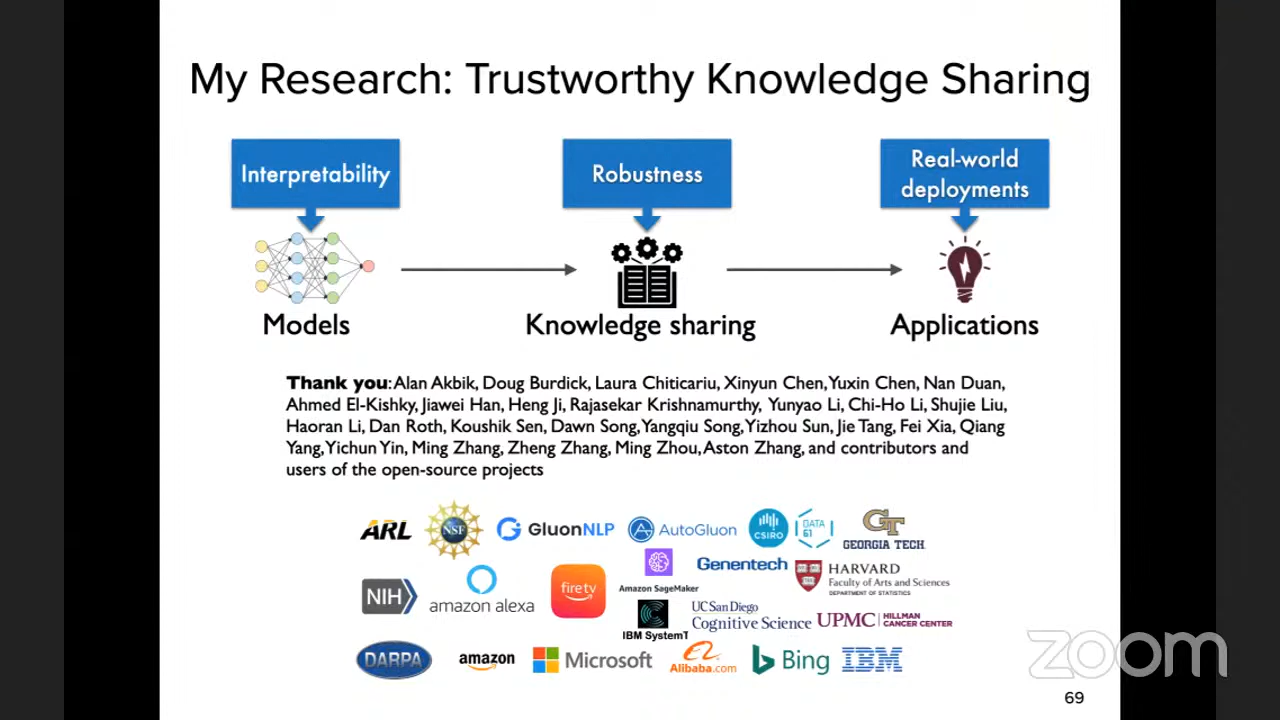 My Research: Trustworthy Knowledge Sharing
Interpretability
Robustness
Real-world
deployments
Models
Knowledge sharing
Applications
Thank you: Alan Akbik, Doug Burdick, Laura Chiticariu, Xinyun Chen, Yuxin Chen, Nan Duan,
Ahmed El-Kishky, Jiawei Han, Heng Ji, Rajasekar Krishnamurthy, Yunyao Li, Chi-Ho Li, Shujie Liu,
Haoran Li, Dan Roth, Koushik Sen, Dawn Song, Yangqiu Song, Yizhou Sun, Jie Tang, Fei Xia, Qiang
Yang, Yichun Yin, Ming Zhang, Zheng Zhang, Ming Zhou, Aston Zhang, and contributors and
users of the open-source projects
ARL
NSF
GluonNLP
AutoGluon
CSIRO
DATA
61
GT
GEORGIA TECH
NIH
amazon alexa
firetv
Amazon SageMaker
Genentech
HARVARD
Faculty of Arts and Sciences
DEPARTMENT OF STATISTICS
IBM SystemT
UC San Diego
Cognitive Science
UPMC
HILLMAN
CANCER CENTER
DARPA
amazon
Microsoft
Alibaba.com
Bing
IBM
zoom
69